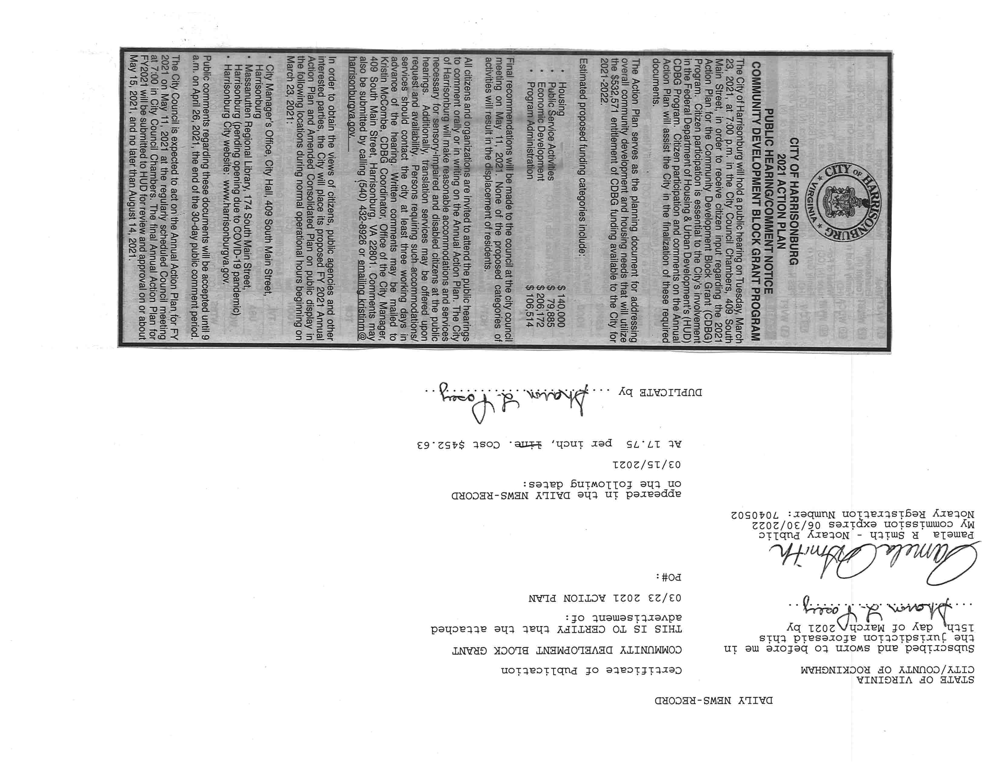 DAILY NEWS-RECORD
STATE OF VIRGINIA
CITY/COUNTY OF ROCKINGHAM
Subscribed and sworn to before me in
the jurisdiction aforesaid this
15th day of March 2021 by
Sharon L. Posey
Pamela R Smith
Pamela R Smith - Notary Public
My commission expires 06/30/2022
Notary Registration Number: 7040502
Certificate of Publication
COMMUNITY DEVELOPMENT BLOCK GRANT
THIS IS TO CERTIFY that the attached
advertisement of:
03/23 2021 ACTION PLAN
PO#:
appeared in the DAILY NEWS-RECORD
on the following dates:
03/15/2021
At 17.75 per inch, line. Cost $452.63
DUPLICATE by Sharon L. Posey
CITY OF HARRISONBURG
★ VIRGINIA ★
CITY OF HARRISONBURG
2021 ACTION PLAN
PUBLIC HEARING/COMMENT NOTICE
COMMUNITY DEVELOPMENT BLOCK GRANT PROGRAM
The City of Harrisonburg will hold a public hearing on Tuesday, March
23, 2021, at 7:00 p.m. in the City Council Chambers, 409 South
Main Street, in order to receive citizen input regarding the 2021
Action Plan for the Community Development Block Grant (CDBG)
Program. Citizen participation is essential to the City's involvement
in the Federal Department of Housing & Urban Development's (HUD)
CDBG Program. Citizen participation and comments on the Annual
Action Plan will assist the City in the finalization of these required
documents.
The Action Plan serves as the planning document for addressing
overall community development and housing needs that will utilize
the $532,571 entitlement of CDBG funding available to the City for
2021-2022.
Estimated proposed funding categories include:
• Housing $ 140,000
• Public Service Activities $ 79,885
• Economic Development $ 206,172
• Program Administration $ 106,514
Final recommendations will be made to the council at the city council
meeting on May 11, 2021. None of the proposed categories of
activities will result in the displacement of residents.
All citizens and organizations are invited to attend the public hearings
to comment orally or in writing on the Annual Action Plan. The City
of Harrisonburg will make reasonable accommodations and services
necessary for sensory-impaired and disabled citizens at the public
hearings. Additionally, translation services may be offered upon
request and availability. Persons requiring such accommodations/
services should contact the city at least three working days in
advance of the hearing. Written comments may be mailed to
Kristin McCombe, CDBG Coordinator, Office of the City Manager,
409 South Main Street, Harrisonburg, VA 22801. Comments may
also be submitted by calling (540) 432-8926 or emailing kristinm@
harrisonburgva.gov.
In order to obtain the views of citizens, public agencies and other
interested parties, the City will place its proposed FY 2021 Annual
Action Plan and Amended Consolidated Plan on public display in
the following locations during normal operational hours beginning on
March 23, 2021:
• City Manager's Office, City Hall, 409 South Main Street,
Harrisonburg
• Massanutten Regional Library, 174 South Main Street,
Harrisonburg (pending opening due to COVID-19 pandemic)
• Harrisonburg City website: www.harrisonburgva.gov.
Public comments regarding these documents will be accepted until 9
a.m. on April 26, 2021, the end of the 30-day public comment period.
The City Council is expected to act on the Annual Action Plan for FY
2021 on May 11, 2021 at the regularly scheduled Council meeting
at 7:00 in City Council Chambers. The final Annual Action Plan for
FY2021 will be submitted to HUD for review and approval on or about
May 15, 2021, and no later than August 14, 2021.